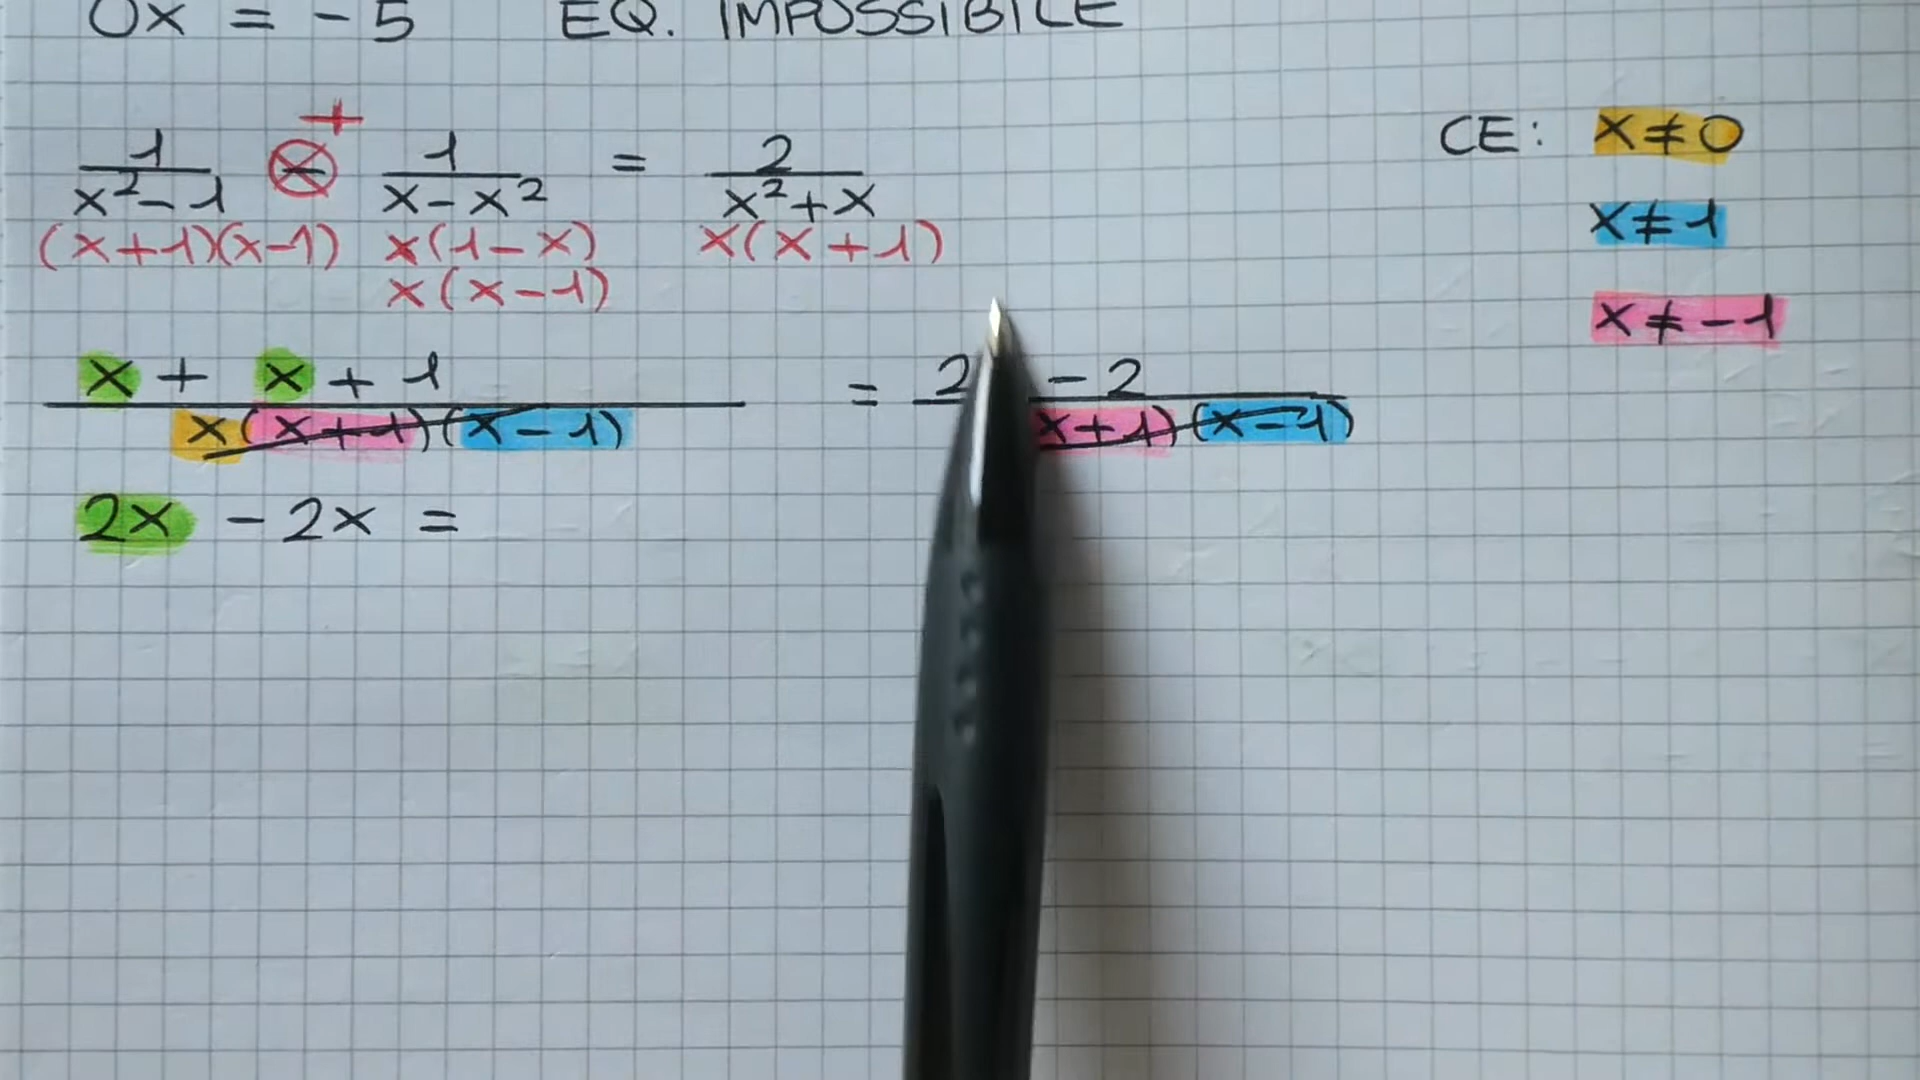 0x = -5 EQ. IMPOSSIBILE
+
1/(x²-1) - 1/(x-x²) = 2/(x²+x) CE: x≠0
(x+1)(x-1) x(1-x) x(x+1) x≠1
x(x-1) x≠-1
x + x + 1 = 2 - 2
x(x+1)(x-1) x+1)(x-1)
2x - 2x =